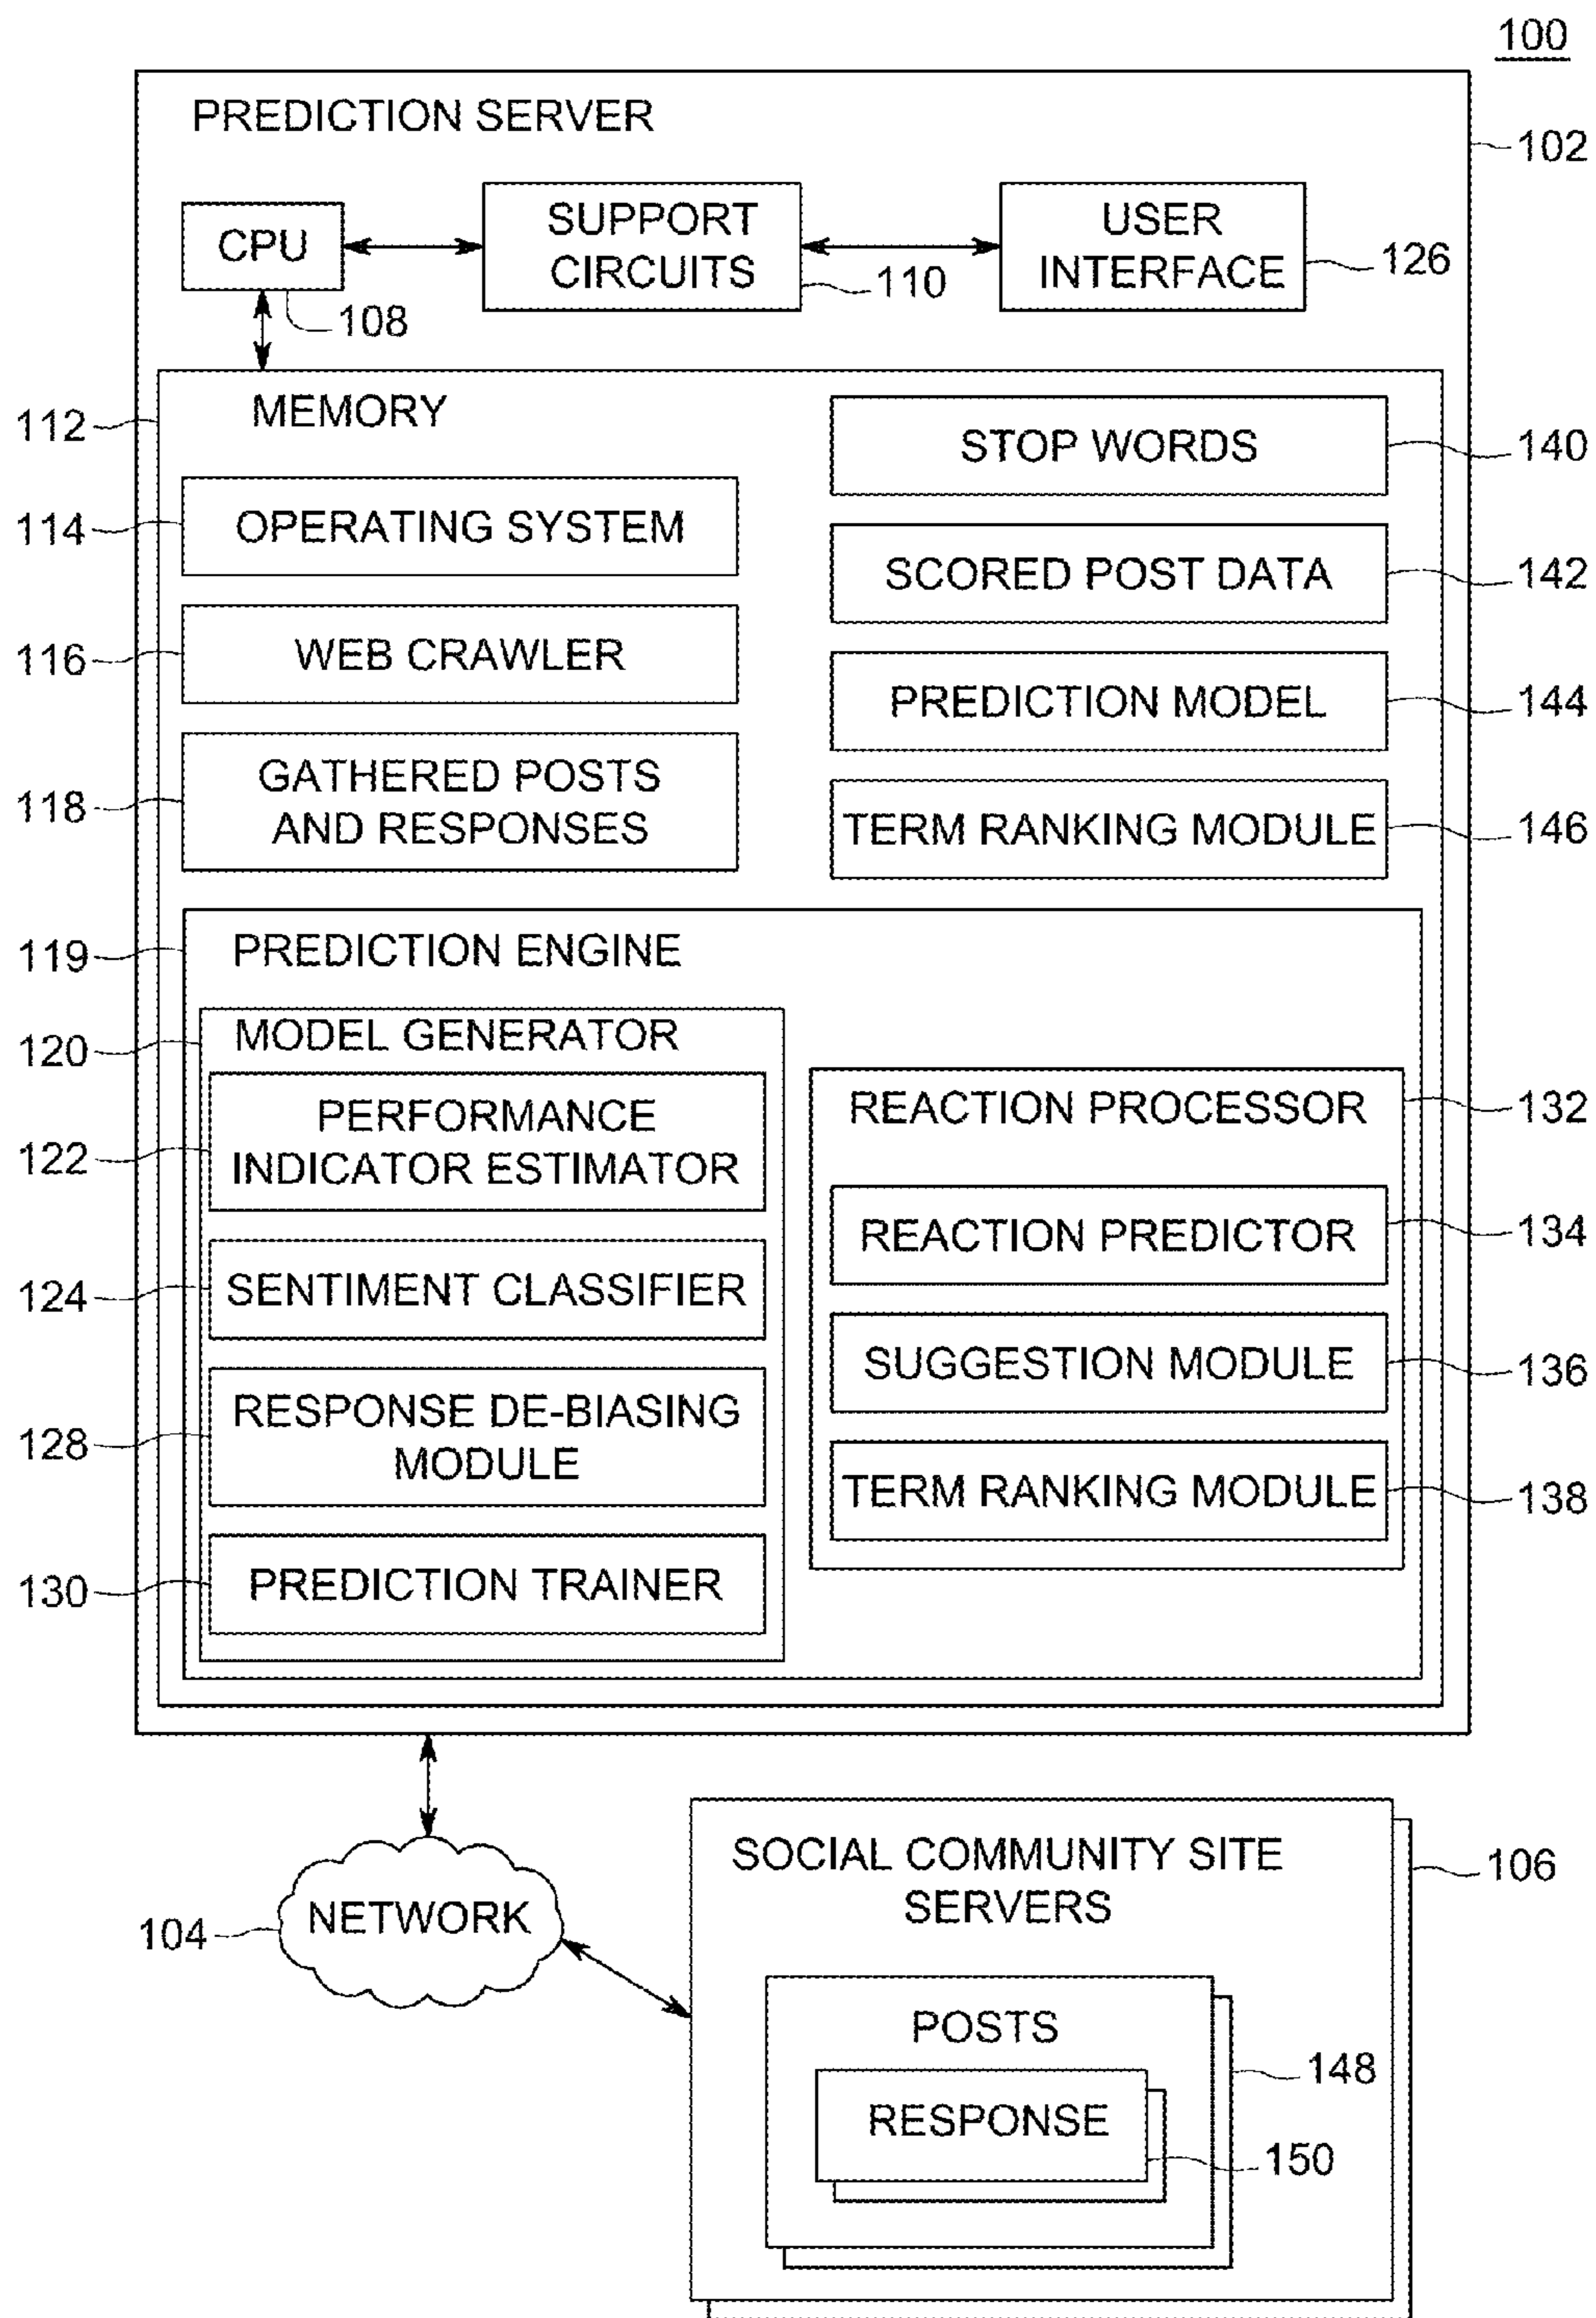 100
PREDICTION SERVER
102
CPU
SUPPORT
CIRCUITS
USER
INTERFACE
108
110
126
112
MEMORY
114
OPERATING SYSTEM
116
WEB CRAWLER
118
GATHERED POSTS
AND RESPONSES
STOP WORDS
140
SCORED POST DATA
142
PREDICTION MODEL
144
TERM RANKING MODULE
146
119
PREDICTION ENGINE
120
MODEL GENERATOR
122
PERFORMANCE
INDICATOR ESTIMATOR
124
SENTIMENT CLASSIFIER
128
RESPONSE DE-BIASING
MODULE
130
PREDICTION TRAINER
REACTION PROCESSOR
132
REACTION PREDICTOR
134
SUGGESTION MODULE
136
TERM RANKING MODULE
138
104
NETWORK
SOCIAL COMMUNITY SITE
SERVERS
106
POSTS
148
RESPONSE
150